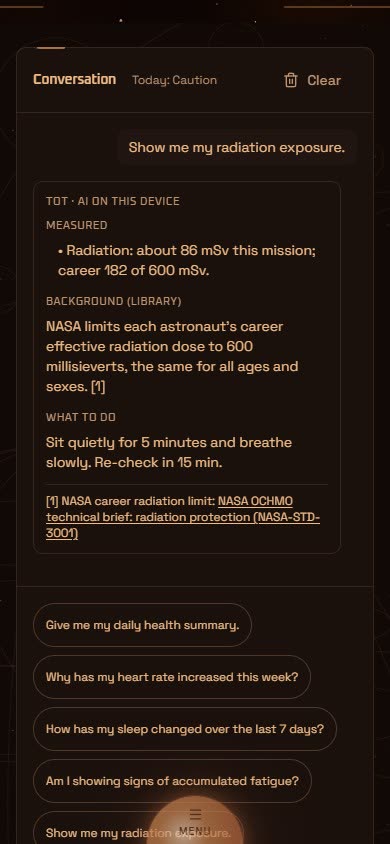 Conversation
Today: Caution
Clear
Show me my radiation exposure.
TOT · AI ON THIS DEVICE
MEASURED
• Radiation: about 86 mSv this mission;
career 182 of 600 mSv.
BACKGROUND (LIBRARY)
NASA limits each astronaut's career
effective radiation dose to 600
millisieverts, the same for all ages and
sexes. [1]
WHAT TO DO
Sit quietly for 5 minutes and breathe
slowly. Re-check in 15 min.
[1] NASA career radiation limit: NASA OCHMO
technical brief: radiation protection (NASA-STD-
3001)
Give me my daily health summary.
Why has my heart rate increased this week?
How has my sleep changed over the last 7 days?
Am I showing signs of accumulated fatigue?
Show me my radiation exposure.
MENU